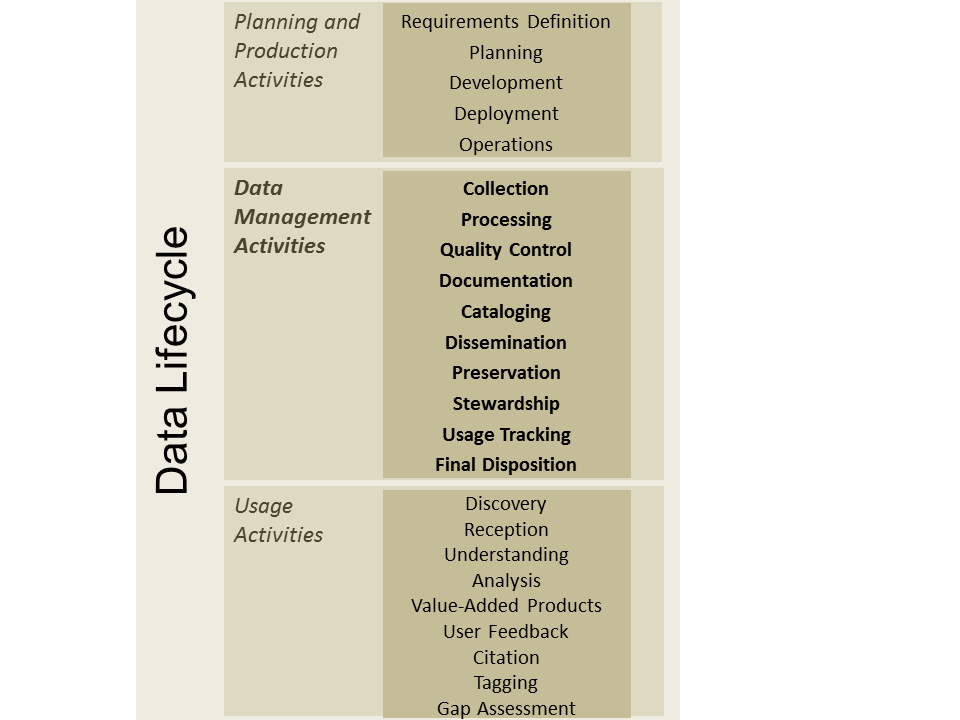 Data Lifecycle
Planning and
Production
Activities
Requirements Definition
Planning
Development
Deployment
Operations
Data
Management
Activities
Collection
Processing
Quality Control
Documentation
Cataloging
Dissemination
Preservation
Stewardship
Usage Tracking
Final Disposition
Usage
Activities
Discovery
Reception
Understanding
Analysis
Value-Added Products
User Feedback
Citation
Tagging
Gap Assessment